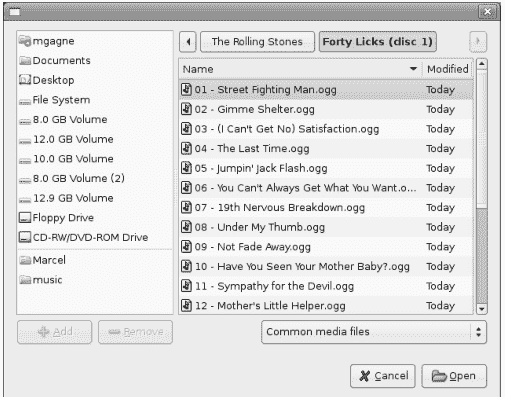 mgagne
Documents
Desktop
File System
8.0 GB Volume
12.0 GB Volume
10.0 GB Volume
8.0 GB Volume (2)
12.9 GB Volume
Floppy Drive
CD-RW/DVD-ROM Drive
Marcel
music
Add
Remove
The Rolling Stones
Forty Licks (disc 1)
Name Modified
01 - Street Fighting Man.ogg Today
02 - Gimme Shelter.ogg Today
03 - (I Can't Get No) Satisfaction.ogg Today
04 - The Last Time.ogg Today
05 - Jumpin' Jack Flash.ogg Today
06 - You Can't Always Get What You Want.o... Today
07 - 19th Nervous Breakdown.ogg Today
08 - Under My Thumb.ogg Today
09 - Not Fade Away.ogg Today
10 - Have You Seen Your Mother Baby?.ogg Today
11 - Sympathy for the Devil.ogg Today
12 - Mother's Little Helper.ogg Today
Common media files
Cancel
Open